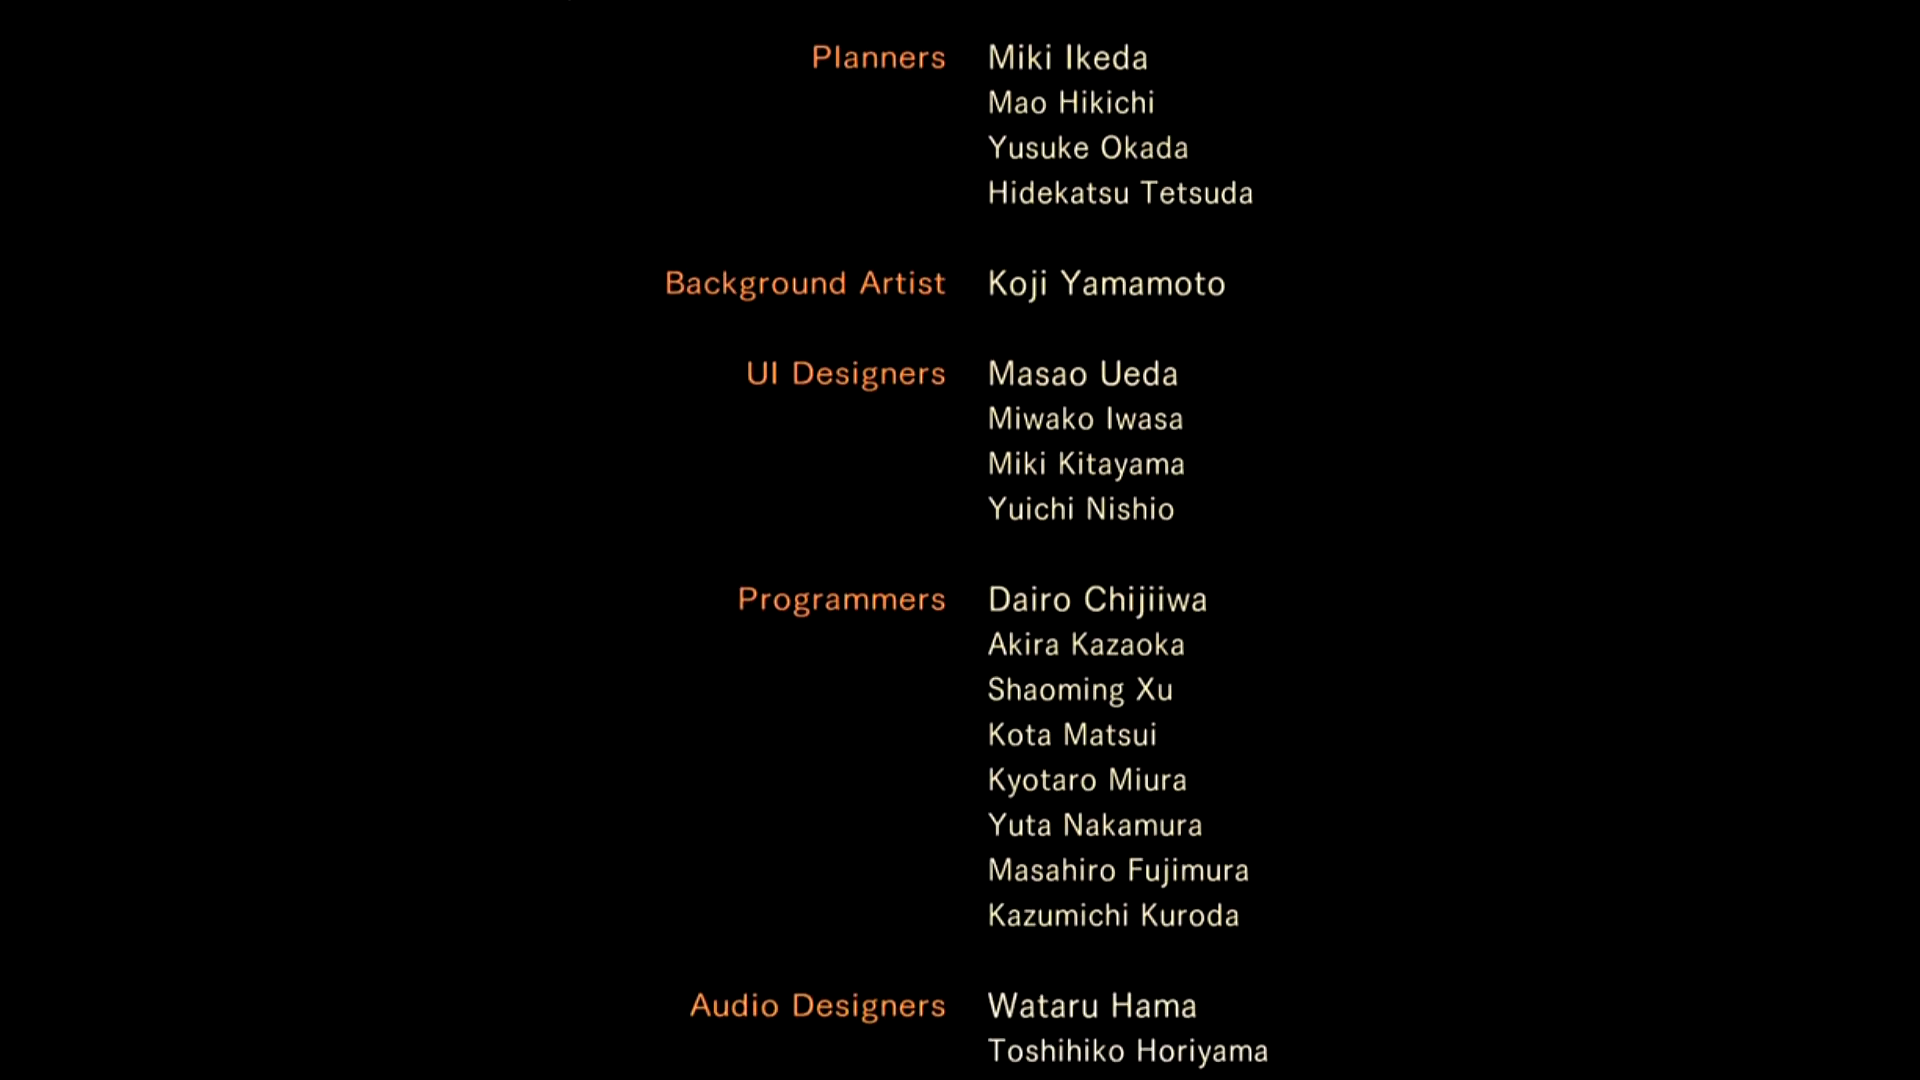 Planners Miki Ikeda
Mao Hikichi
Yusuke Okada
Hidekatsu Tetsuda
Background Artist Koji Yamamoto
UI Designers Masao Ueda
Miwako Iwasa
Miki Kitayama
Yuichi Nishio
Programmers Dairo Chijiiwa
Akira Kazaoka
Shaoming Xu
Kota Matsui
Kyotaro Miura
Yuta Nakamura
Masahiro Fujimura
Kazumichi Kuroda
Audio Designers Wataru Hama
Toshihiko Horiyama